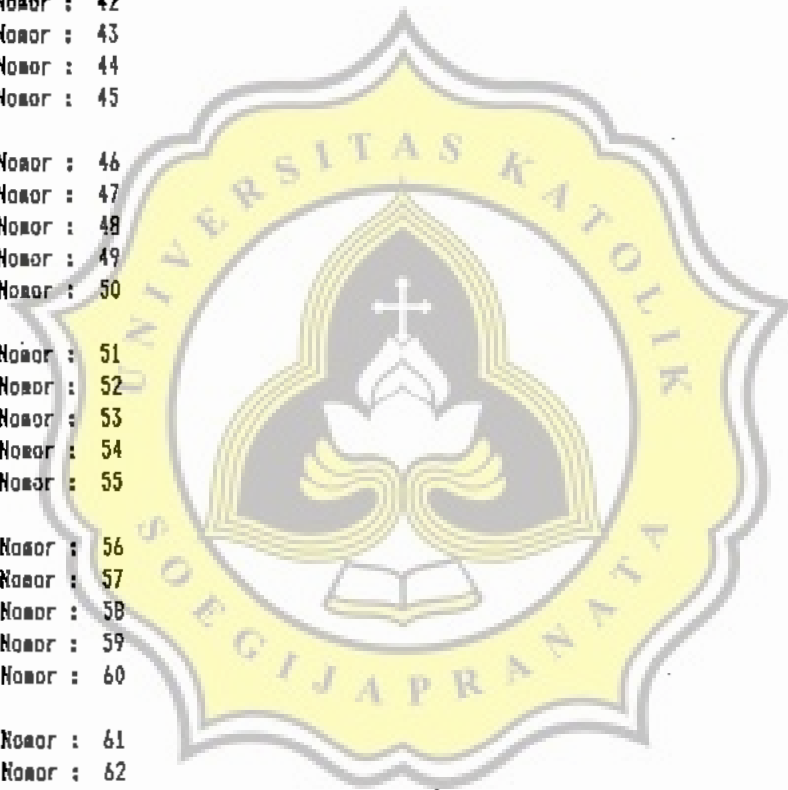 Nomor : 42
Nomor : 43
Nomor : 44
Nomor : 45
Nomor : 46
Nomor : 47
Nomor : 48
Nomor : 49
Nomor : 50
Nomor : 51
Nomor : 52
Nomor : 53
Nomor : 54
Nomor : 55
Nomor : 56
Nomor : 57
Nomor : 58
Nomor : 59
Nomor : 60
Nomor : 61
Nomor : 62
UNIVERSITAS KATOLIK
SOEGIJAPRANATA